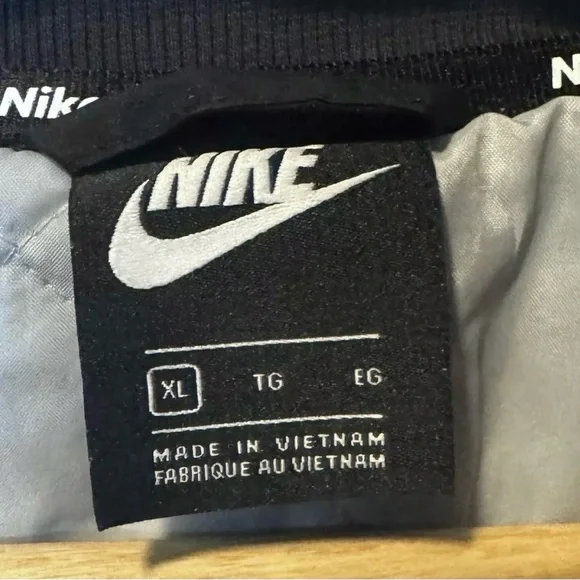 Nike N
NIKE
XL TG EG
MADE IN VIETNAM
FABRIQUE AU VIETNAM